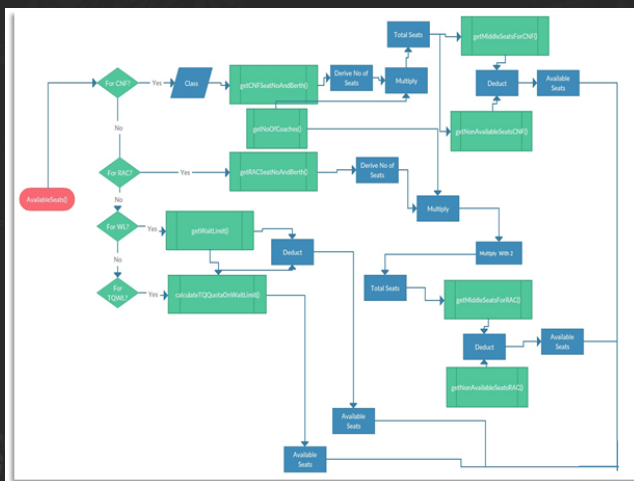 Total Seats
getMiddleSeatsForCNF()
For CNF?
Yes
Class
getCNFSeatNoAndBerth()
Derive No of
Seats
Multiply
Deduct
Available
Seats
getNoOfCoaches()
getNonAvailableSeatsCNF()
No
For RAC?
Yes
getRACSeatNoAndBerth()
Derive No of
Seats
AvailableSeats()
Multiply
No
For WL?
Yes
getWaitLimit()
Deduct
Multiply With 2
No
For
TQWL?
Yes
calculateTQQuotaOnWaitLimit()
Total Seats
getMiddleSeatsForRAC()
Deduct
Available
Seats
getNonAvailableSeatsRAC()
Available
Seats
Available
Seats